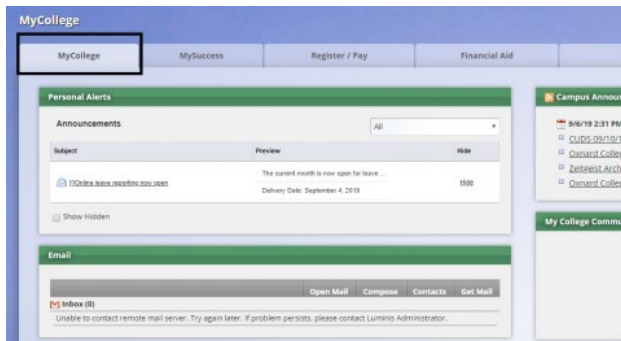 MyCollege
MyCollege MySuccess Register / Pay Financial Aid
Personal Alerts
Announcements All
Subject Preview Hide
[?]Online leave reporting now open The current month is now open for leave ... Hide
Delivery Date: September 4, 2019
Show Hidden
Email
Open Mail Compose Contacts Get Mail
Inbox (0)
Unable to contact remote mail server. Try again later. If problem persists, please contact Luminis Administrator.
Campus Annou
9/6/19 2:31 PM
CUDS 09/10/1
Oxnard Colle
Zeitgeist Arch
Oxnard Colle
My College Commu